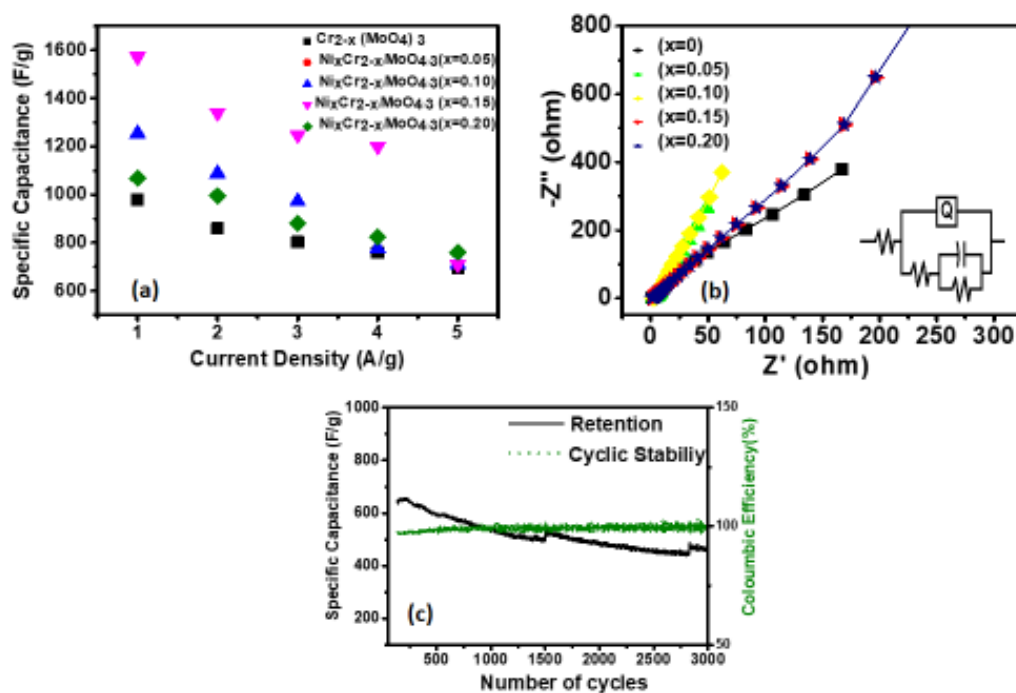 Specific Capacitance (F/g)
1600
1400
1200
1000
800
600
Cr2-x (MoO4) 3
NixCr2-x/MoO4·3(x=0.05)
NixCr2-x/MoO4·3 (x=0.10)
NixCr2-x/MoO4·3 (x=0.15)
NixCr2-x/MoO4·3(x=0.20)
(a)
1 2 3 4 5
Current Density (A/g)
-Z'' (ohm)
800
600
400
200
0
(x=0)
(x=0.05)
(x=0.10)
(x=0.15)
(x=0.20)
Q
(b)
0 50 100 150 200 250 300
Z' (ohm)
Specific Capacitance (F/g)
1000
800
600
400
200
Retention
Cyclic Stabiliy
(c)
500 1000 1500 2000 2500 3000
Number of cycles
150
100
50
Coloumbic Efficiency(%)